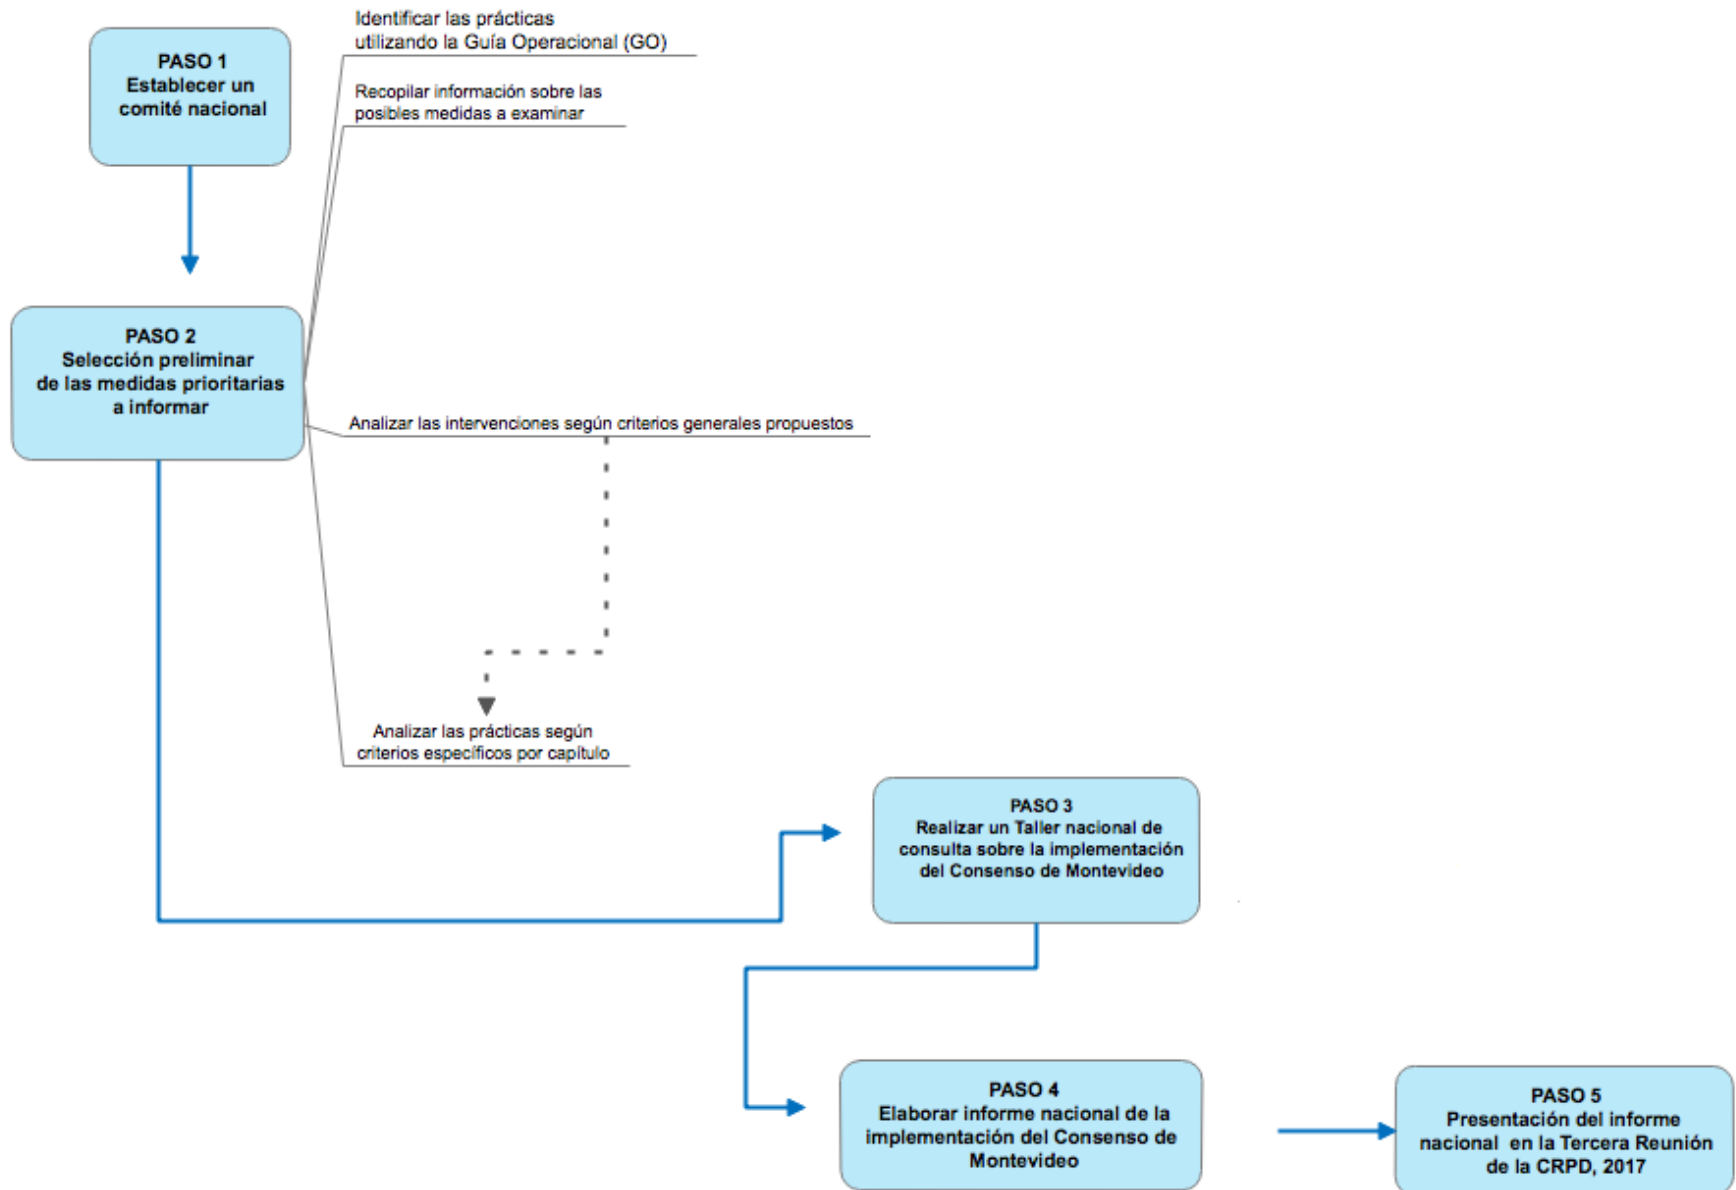 PASO 1
Establecer un
comité nacional
Identificar las prácticas
utilizando la Guía Operacional (GO)
Recopilar información sobre las
posibles medidas a examinar
PASO 2
Selección preliminar
de las medidas prioritarias
a informar
Analizar las intervenciones según criterios generales propuestos
Analizar las prácticas según
criterios específicos por capítulo
PASO 3
Realizar un Taller nacional de
consulta sobre la implementación
del Consenso de Montevideo
PASO 4
Elaborar informe nacional de la
implementación del Consenso de
Montevideo
PASO 5
Presentación del informe
nacional en la Tercera Reunión
de la CRPD, 2017